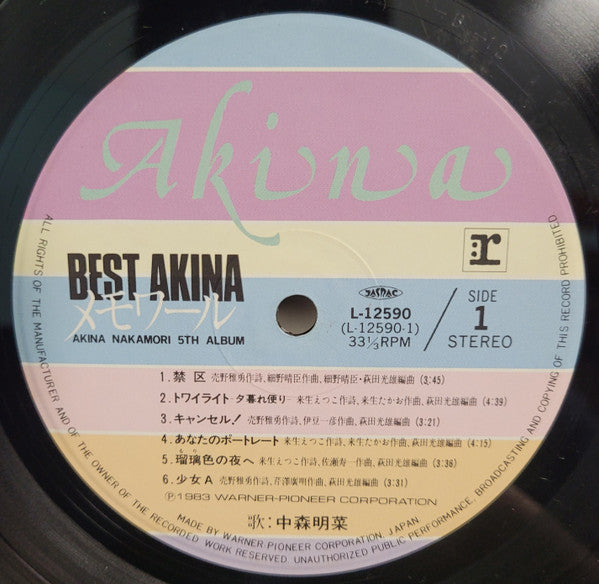 Akina
BEST AKINA
メモワール
AKINA NAKAMORI 5TH ALBUM
r
JASRAC
L-12590
(L-12590-1)
33⅓RPM
SIDE
1
STEREO
1. 禁区 売野雅勇作詩、細野晴臣作曲、細野晴臣・萩田光雄編曲 (3:45)
2. トワイライト-夕暮れ便り- 来生えつこ作詩、来生たかお作曲、萩田光雄編曲 (4:39)
3. キャンセル! 売野雅勇作詩、伊豆一彦作曲、萩田光雄編曲 (3:21)
4. あなたのポートレート 来生えつこ作詩、来生たかお作曲、萩田光雄編曲 (4:15)
5. 瑠璃色の夜へ 来生えつこ作詩、佐瀬寿一作曲、萩田光雄編曲 (3:36)
6. 少女A 売野雅勇作詩、芹澤廣明作曲、萩田光雄編曲 (3:31)
Ⓟ1983 WARNER-PIONEER CORPORATION
歌:中森明菜
MADE BY WARNER-PIONEER CORPORATION, JAPAN
ALL RIGHTS OF THE MANUFACTURER AND OF THE OWNER OF THE RECORDED WORK RESERVED. UNAUTHORIZED PUBLIC PERFORMANCE, BROADCASTING AND COPYING OF THIS RECORD PROHIBITED